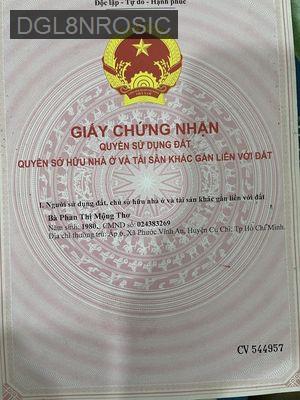 DGL8NROSIC
Độc lập - Tự do - Hạnh phúc
GIẤY CHỨNG NHẬN
QUYỀN SỬ DỤNG ĐẤT
QUYỀN SỞ HỮU NHÀ Ở VÀ TÀI SẢN KHÁC GẮN LIỀN VỚI ĐẤT
I. Người sử dụng đất, chủ sở hữu nhà ở và tài sản khác gắn liền với đất
Bà Phan Thị Mộng Thơ
Năm sinh: 1980, CMND số: 024383269
Địa chỉ thường trú: Ấp 6, Xã Phước Vĩnh An, Huyện Củ Chi, Tp Hồ Chí Minh.
CV 544957